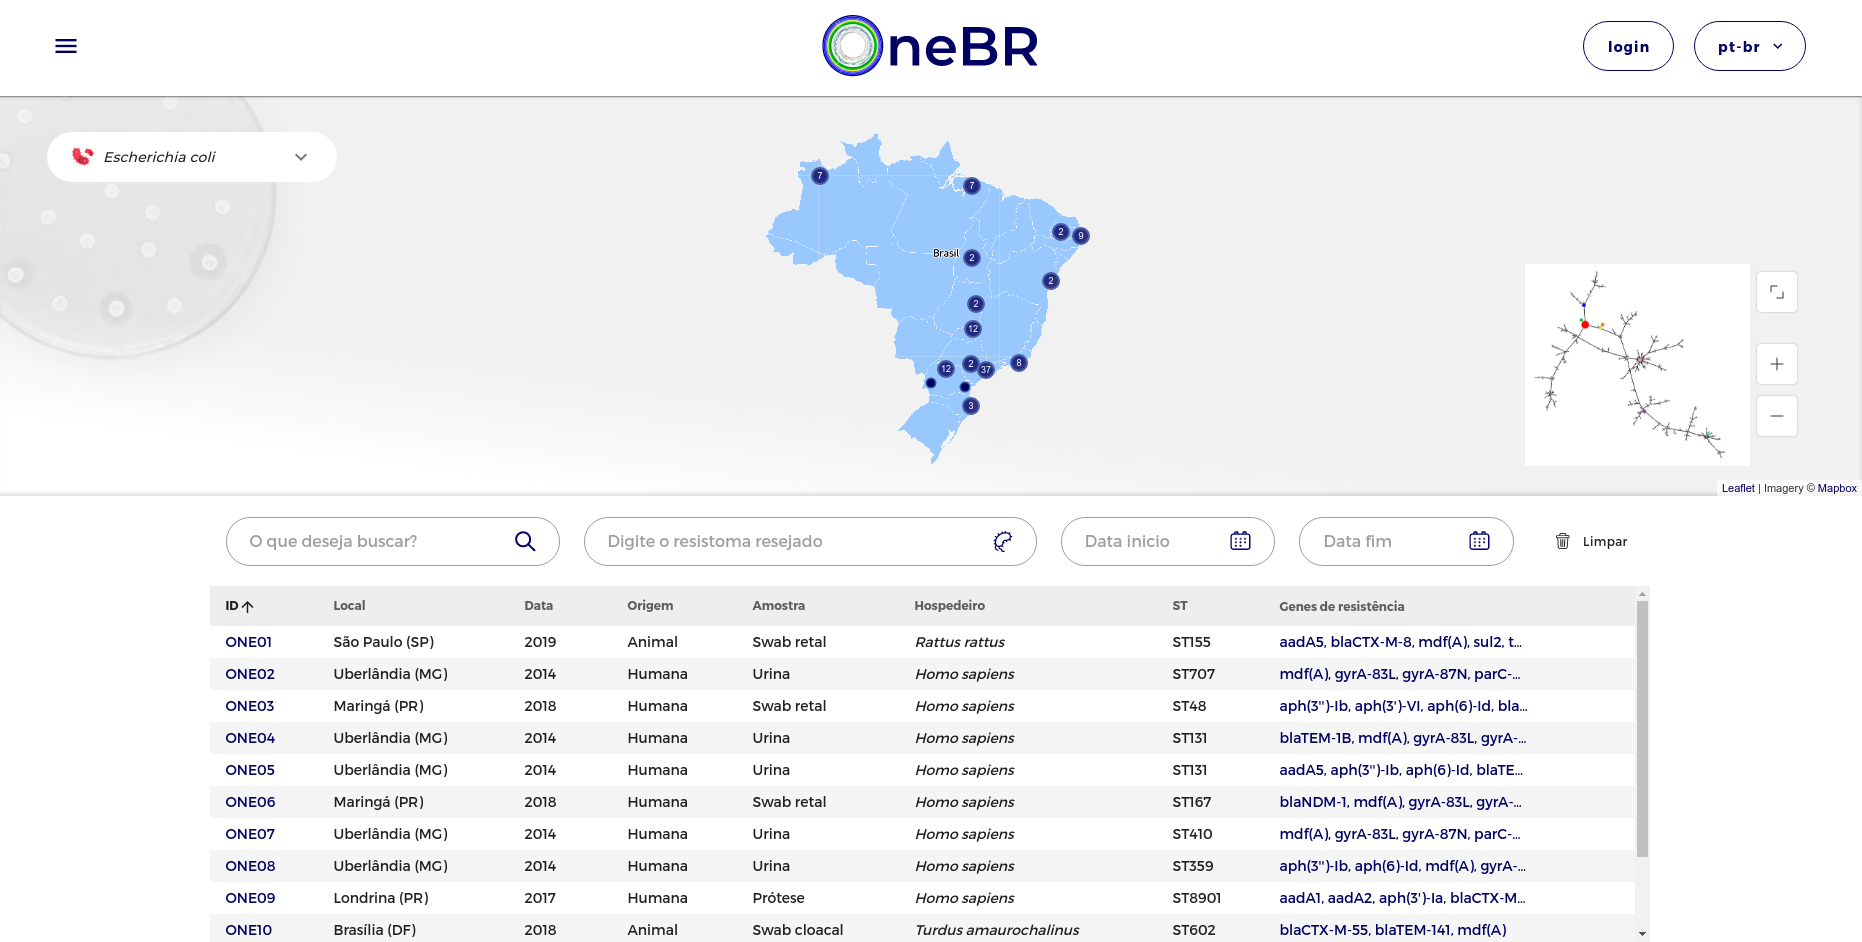 OneBR
login
pt-br
Escherichia coli
7
7
2
9
Brasil
2
2
2
12
2
8
12
37
3
+
−
Leaflet | Imagery © Mapbox
O que deseja buscar?
Digite o resistoma resejado
Data inicio
Data fim
Limpar
ID Local Data Origem Amostra Hospedeiro ST Genes de resistência
ONE01 São Paulo (SP) 2019 Animal Swab retal Rattus rattus ST155 aadA5, blaCTX-M-8, mdf(A), sul2, t...
ONE02 Uberlândia (MG) 2014 Humana Urina Homo sapiens ST707 mdf(A), gyrA-83L, gyrA-87N, parC-...
ONE03 Maringá (PR) 2018 Humana Swab retal Homo sapiens ST48 aph(3'')-Ib, aph(3')-VI, aph(6)-Id, bla...
ONE04 Uberlândia (MG) 2014 Humana Urina Homo sapiens ST131 blaTEM-1B, mdf(A), gyrA-83L, gyrA-...
ONE05 Uberlândia (MG) 2014 Humana Urina Homo sapiens ST131 aadA5, aph(3'')-Ib, aph(6)-Id, blaTE...
ONE06 Maringá (PR) 2018 Humana Swab retal Homo sapiens ST167 blaNDM-1, mdf(A), gyrA-83L, gyrA-...
ONE07 Uberlândia (MG) 2014 Humana Urina Homo sapiens ST410 mdf(A), gyrA-83L, gyrA-87N, parC-...
ONE08 Uberlândia (MG) 2014 Humana Urina Homo sapiens ST359 aph(3'')-Ib, aph(6)-Id, mdf(A), gyrA-...
ONE09 Londrina (PR) 2017 Humana Prótese Homo sapiens ST8901 aadA1, aadA2, aph(3')-Ia, blaCTX-M...
ONE10 Brasília (DF) 2018 Animal Swab cloacal Turdus amaurochalinus ST602 blaCTX-M-55, blaTEM-141, mdf(A)